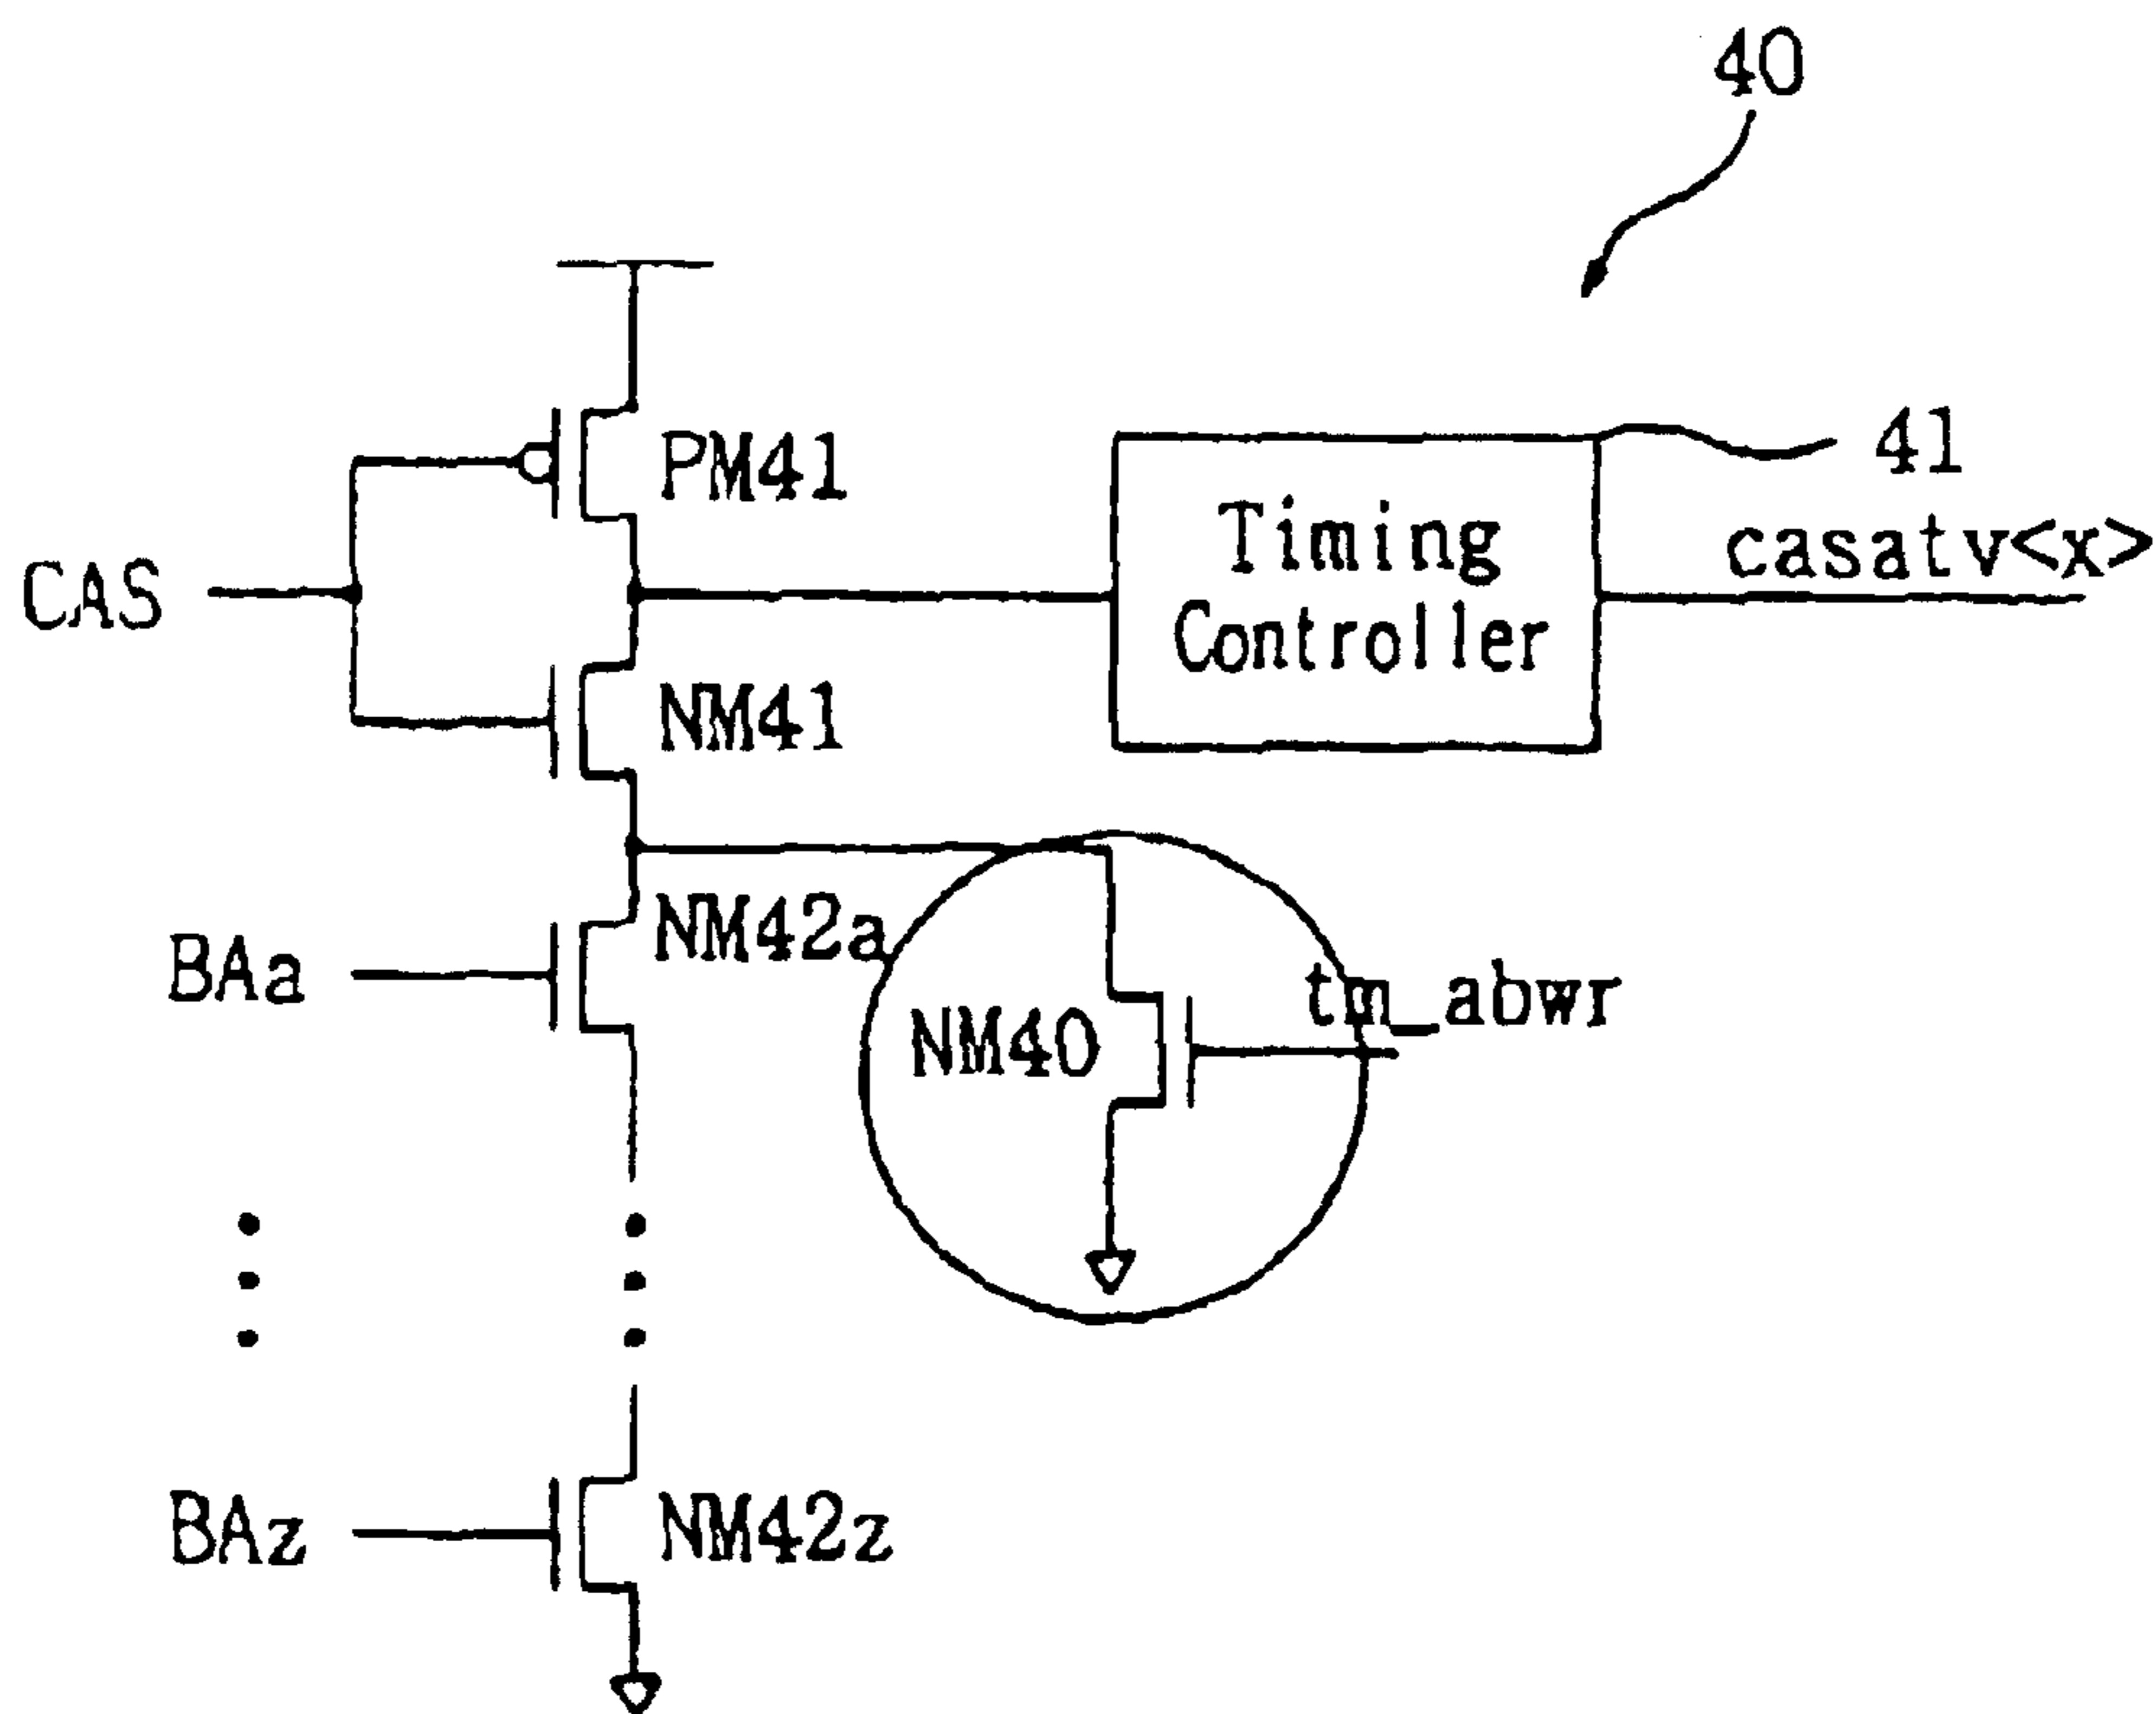 40
PM41
41
Timing
Controller
casatv<x>
CAS
NM41
NM42a
BAa
tm_abwr
NM40
BAz
NM42z